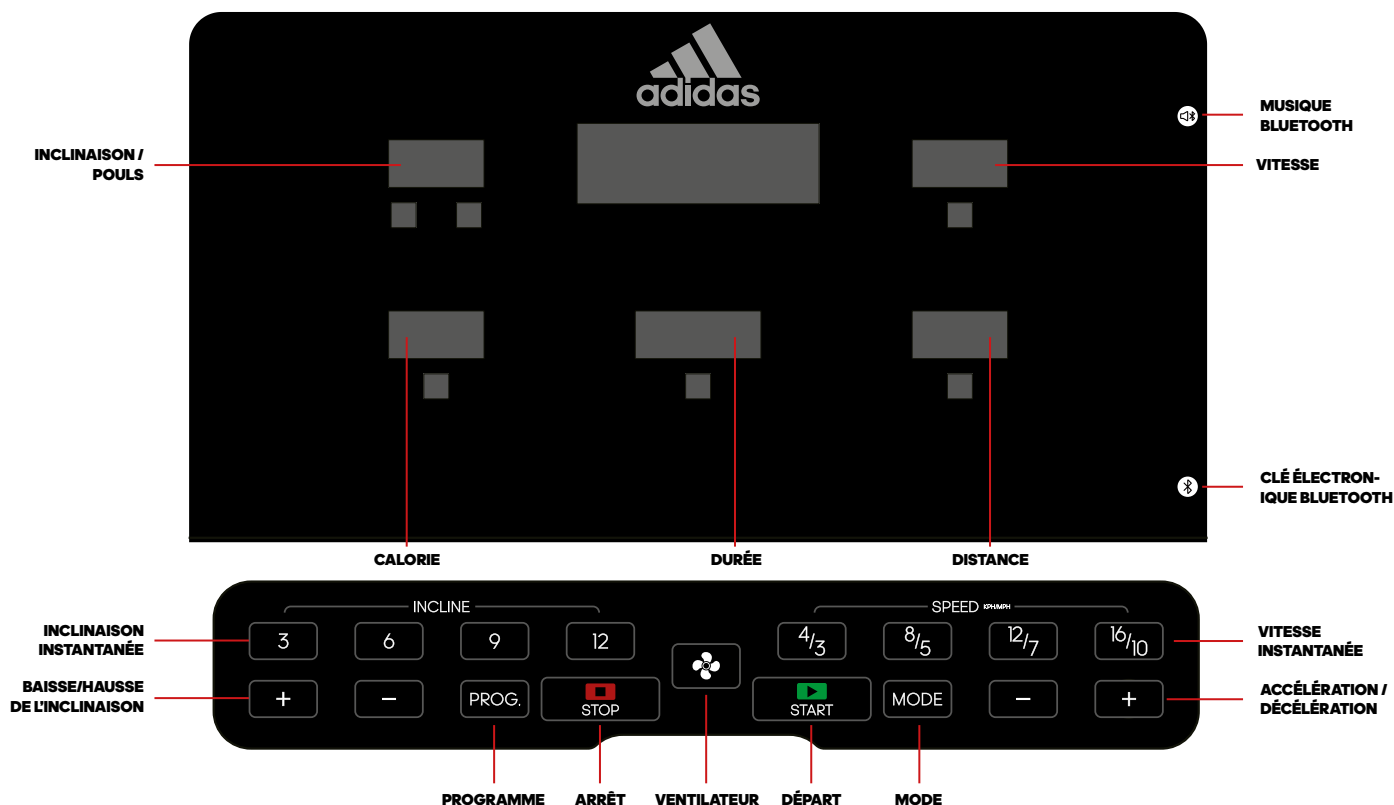 adidas
MUSIQUE
BLUETOOTH
INCLINAISON /
POULS
VITESSE
CLÉ ÉLECTRON-
IQUE BLUETOOTH
CALORIE
DURÉE
DISTANCE
INCLINE
SPEED KPH/MPH
INCLINAISON
INSTANTANÉE
3
6
9
12
4/3
8/5
12/7
16/10
VITESSE
INSTANTANÉE
BAISSE/HAUSSE
DE L'INCLINAISON
+
−
PROG.
STOP
START
MODE
−
+
ACCÉLÉRATION /
DÉCÉLÉRATION
PROGRAMME
ARRÊT
VENTILATEUR
DÉPART
MODE